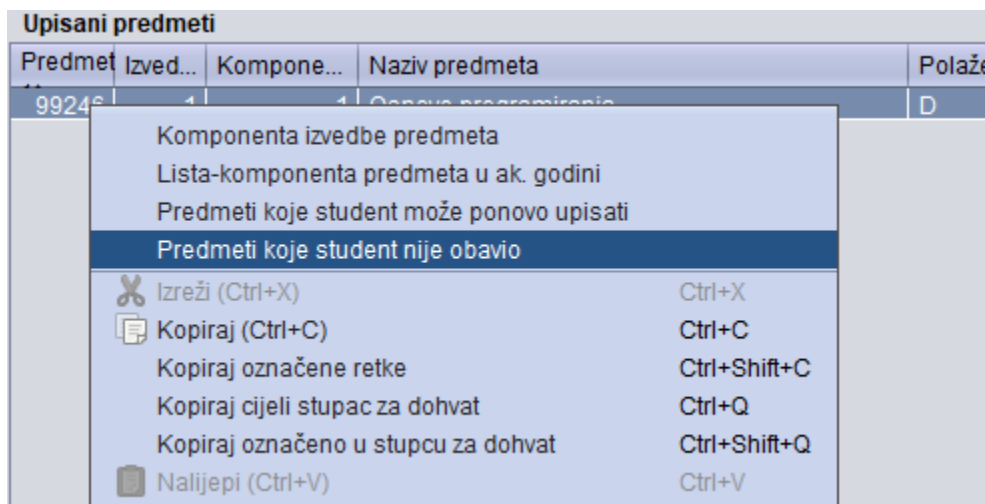 Upisani predmeti
Predmet Izved... Kompone... Naziv predmeta Polaže
99246 1 1 Osnove programiranja D
Komponenta izvedbe predmeta
Lista-komponenta predmeta u ak. godini
Predmeti koje student može ponovo upisati
Predmeti koje student nije obavio
Izreži (Ctrl+X) Ctrl+X
Kopiraj (Ctrl+C) Ctrl+C
Kopiraj označene retke Ctrl+Shift+C
Kopiraj cijeli stupac za dohvat Ctrl+Q
Kopiraj označeno u stupcu za dohvat Ctrl+Shift+Q
Nalijepi (Ctrl+V) Ctrl+V